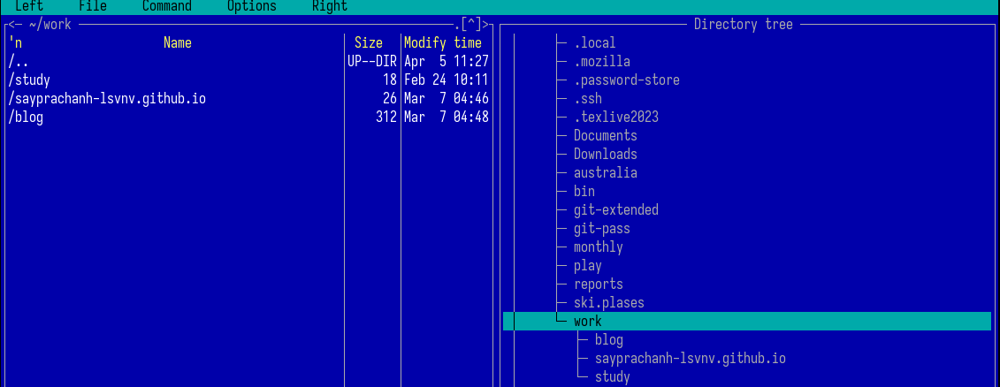 Left File Command Options Right
<- ~/work .[^]>
'n Name Size Modify time
/.. UP--DIR Apr 5 11:27
/study 18 Feb 24 10:11
/sayprachanh-lsvnv.github.io 26 Mar 7 04:46
/blog 312 Mar 7 04:48
Directory tree
.local
.mozilla
.password-store
.ssh
.texlive2023
Documents
Downloads
australia
bin
git-extended
git-pass
monthly
play
reports
ski.plases
work
blog
sayprachanh-lsvnv.github.io
study